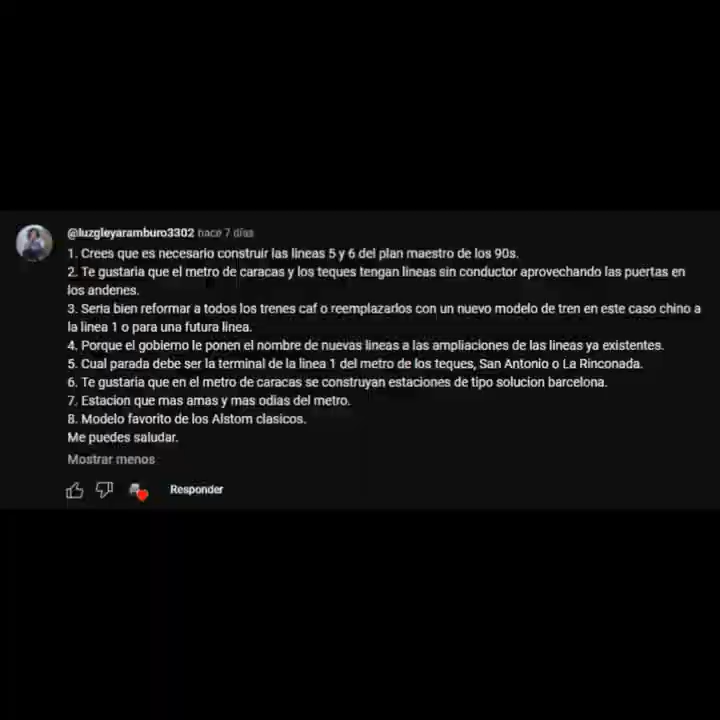 @luzgleyaramburo3302 hace 7 días
1. Crees que es necesario construir las lineas 5 y 6 del plan maestro de los 90s.
2. Te gustaria que el metro de caracas y los teques tengan lineas sin conductor aprovechando las puertas en
los andenes.
3. Seria bien reformar a todos los trenes caf o reemplazarlos con un nuevo modelo de tren en este caso chino a
la linea 1 o para una futura linea.
4. Porque el gobierno le ponen el nombre de nuevas lineas a las ampliaciones de las lineas ya existentes.
5. Cual parada debe ser la terminal de la linea 1 del metro de los teques, San Antonio o La Rinconada.
6. Te gustaria que en el metro de caracas se construyan estaciones de tipo solucion barcelona.
7. Estacion que mas amas y mas odias del metro.
8. Modelo favorito de los Alstom clasicos.
Me puedes saludar.
Mostrar menos
Responder